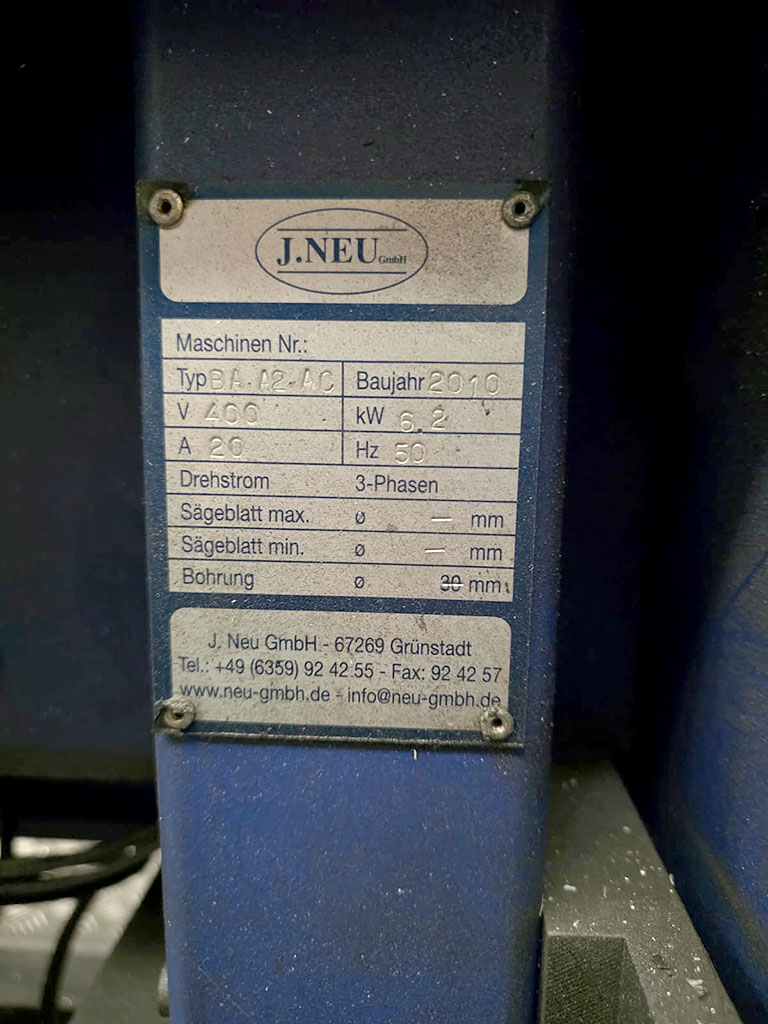 J.NEU GmbH
Maschinen Nr.:
Typ BA-A2-AC Baujahr 2010
V 400 kW 6.2
A 20 Hz 50
Drehstrom 3-Phasen
Sägeblatt max. ø — mm
Sägeblatt min. ø — mm
Bohrung ø 30 mm
J. Neu GmbH - 67269 Grünstadt
Tel.: +49 (6359) 92 42 55 - Fax: 92 42 57
www.neu-gmbh.de - info@neu-gmbh.de